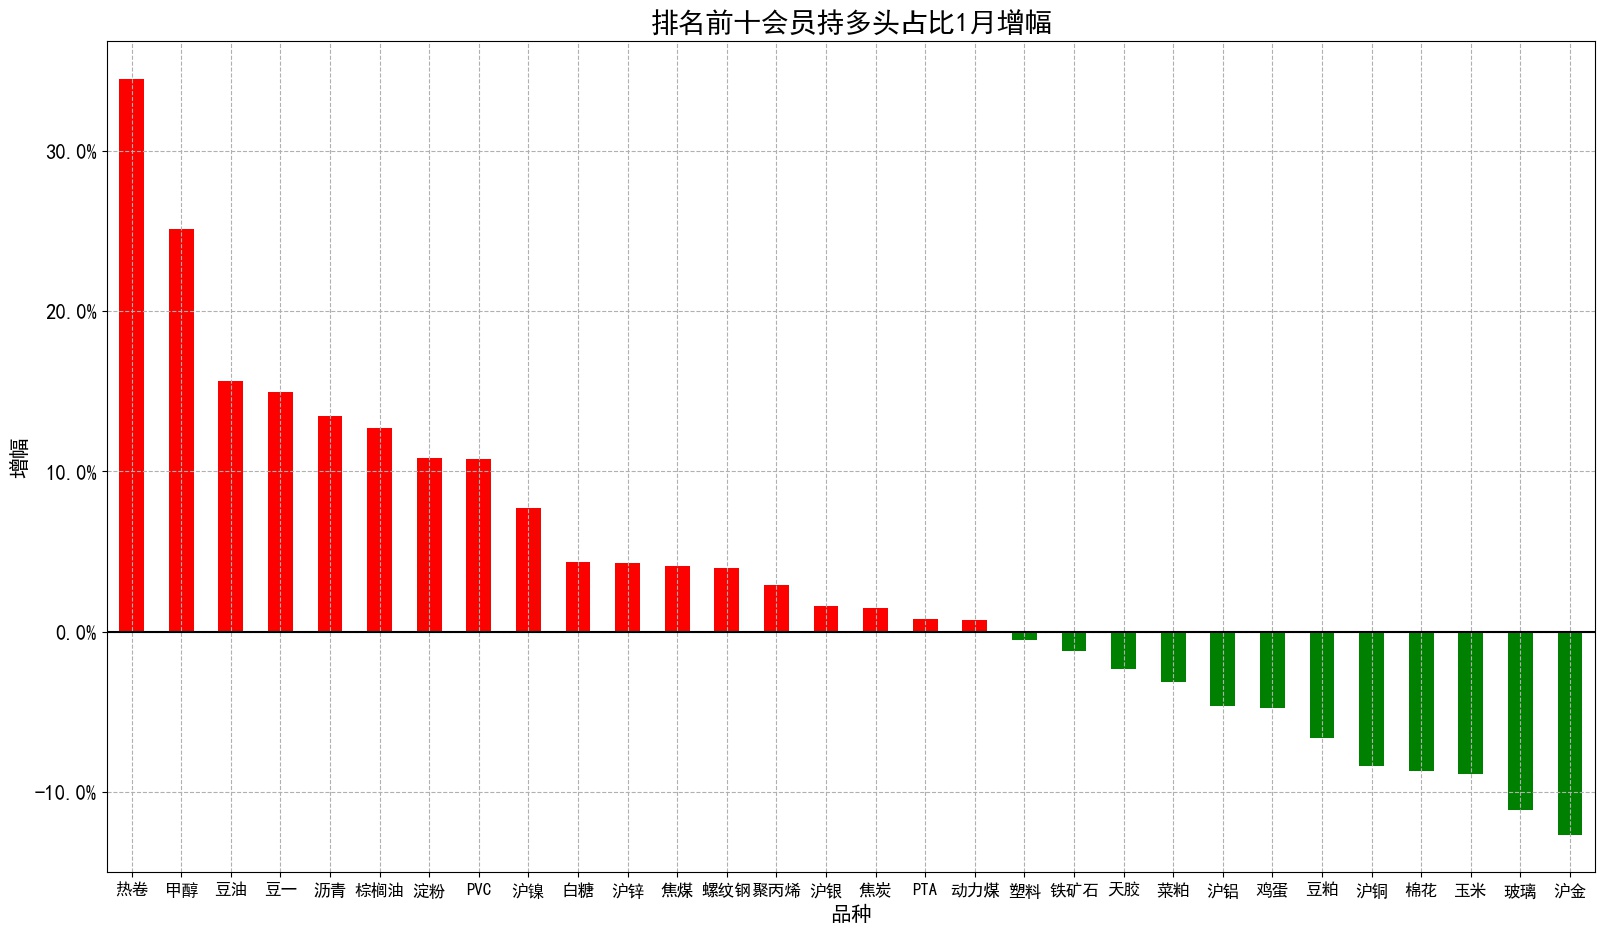 排名前十会员持多头占比1月增幅
增幅
30.0%
20.0%
10.0%
0.0%
-10.0%
热卷 甲醇 豆油 豆一 沥青 棕榈油 淀粉 PVC 沪镍 白糖 沪锌 焦煤 螺纹钢 聚丙烯 沪银 焦炭 PTA 动力煤 塑料 铁矿石 天胶 菜粕 沪铝 鸡蛋 豆粕 沪铜 棉花 玉米 玻璃 沪金
品种